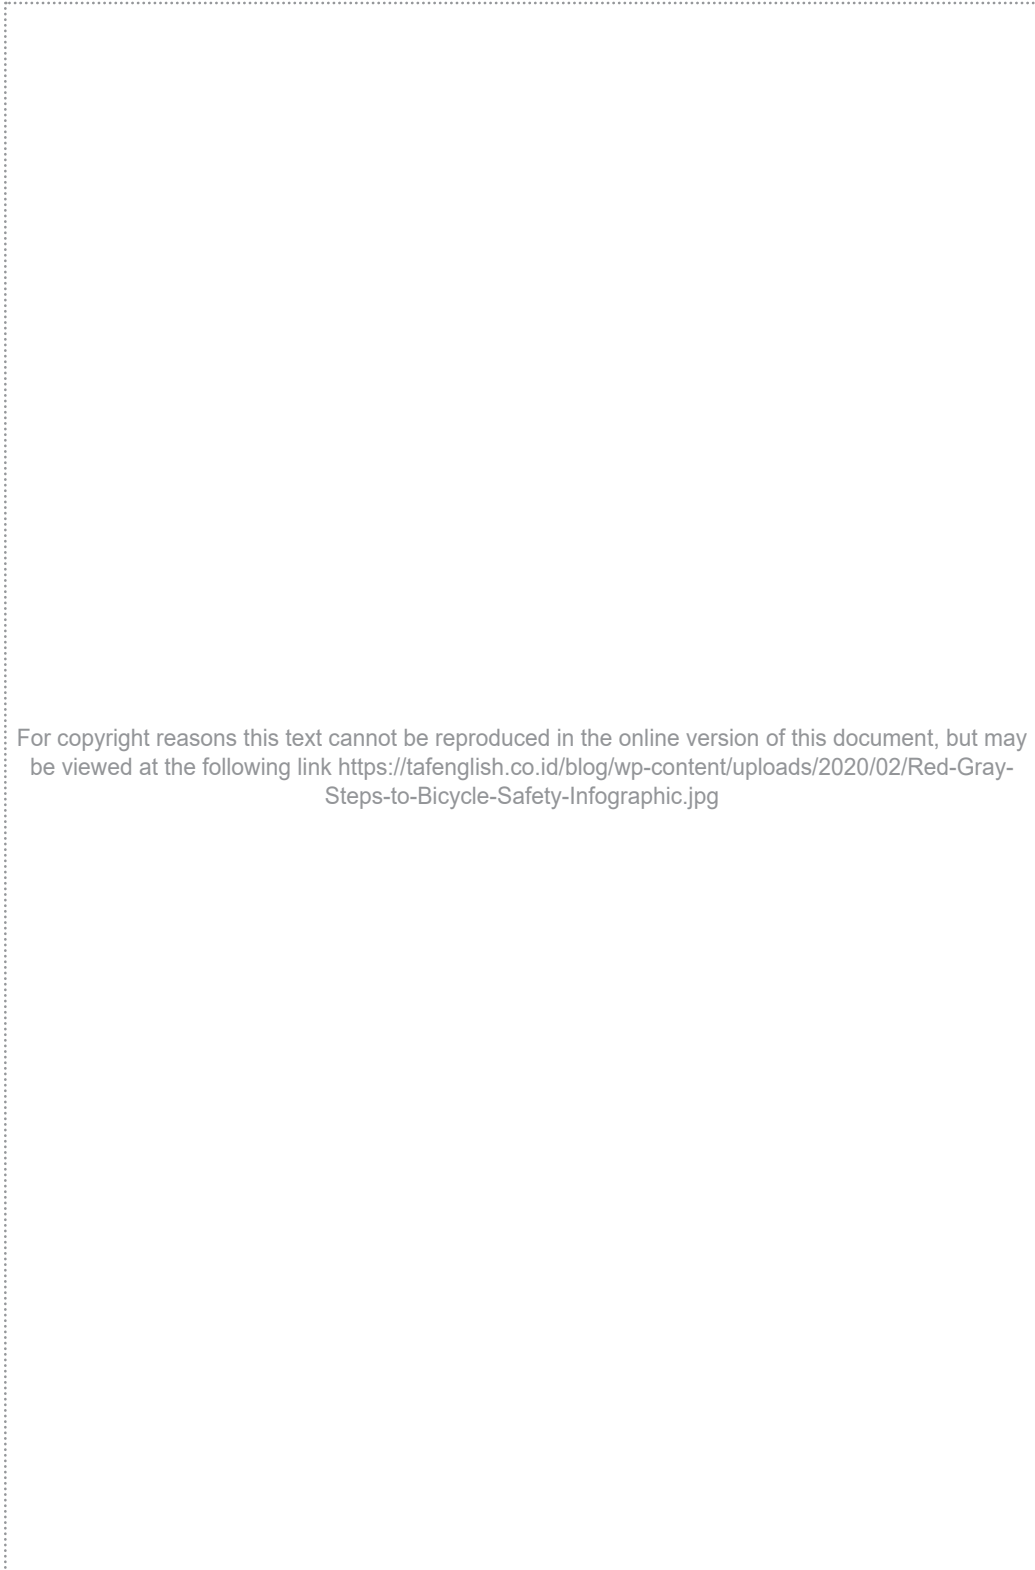 For copyright reasons this text cannot be reproduced in the online version of this document, but may
be viewed at the following link https://tafenglish.co.id/blog/wp-content/uploads/2020/02/Red-Gray-
Steps-to-Bicycle-Safety-Infographic.jpg